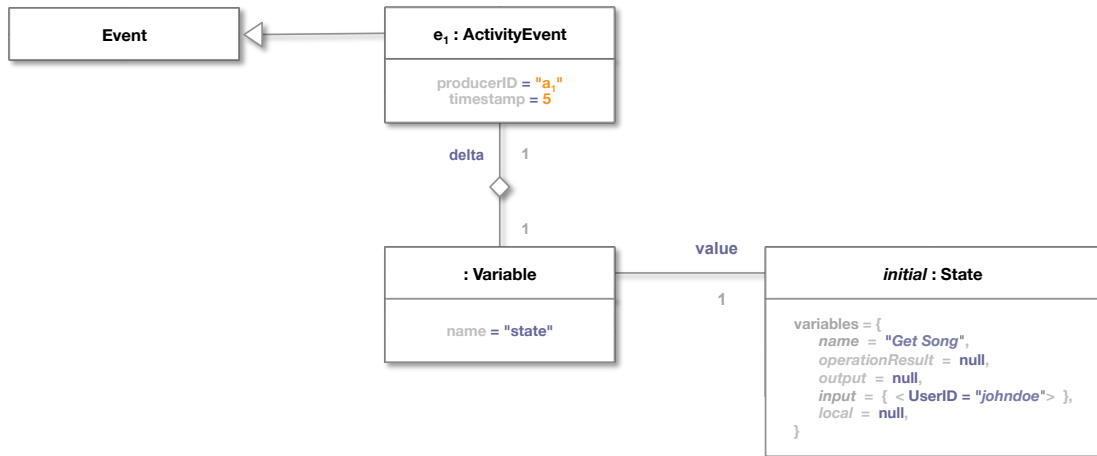 Event
e₁ : ActivityEvent
producerID = "a₁"
timestamp = 5
delta
1
1
: Variable
name = "state"
value
1
initial : State
variables = {
name = "Get Song",
operationResult = null,
output = null,
input = { < UserID = "johndoe"> },
local = null,
}